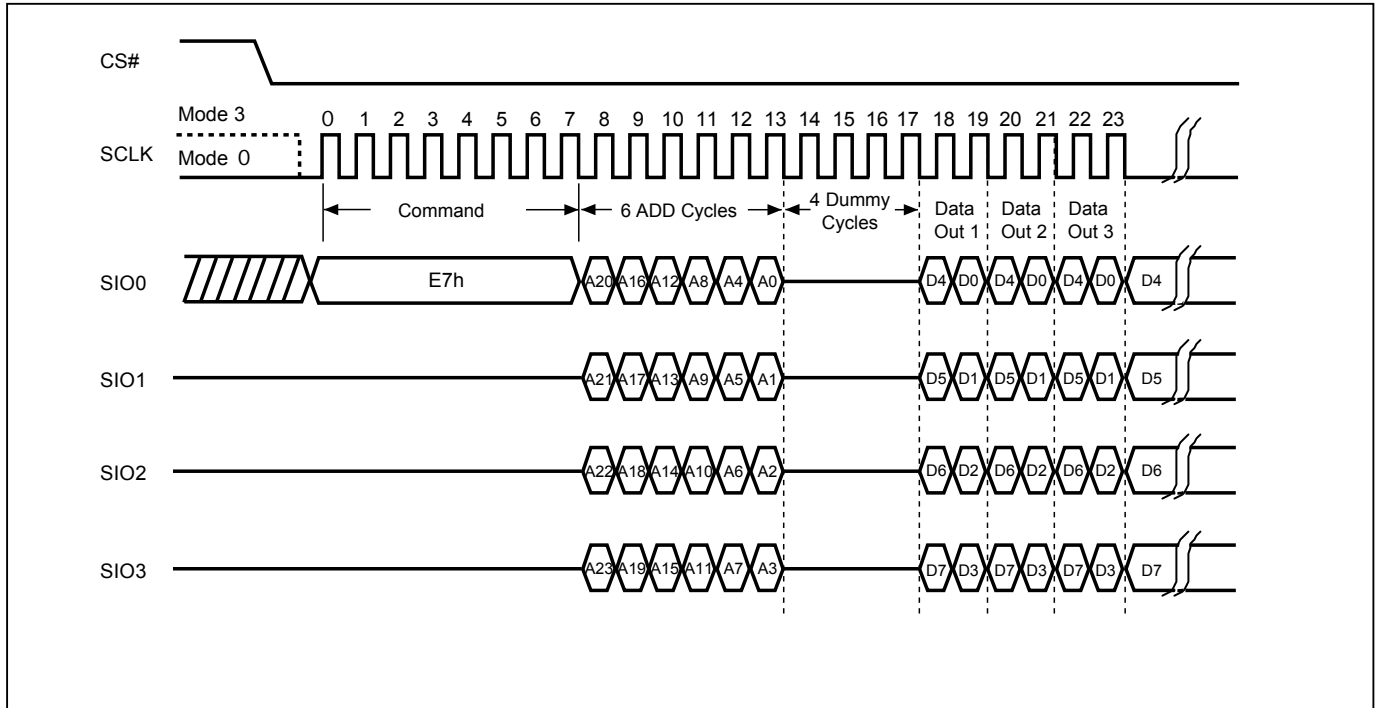 CS#
Mode 3
0 1 2 3 4 5 6 7 8 9 10 11 12 13 14 15 16 17 18 19 20 21 22 23
SCLK
Mode 0
Command
6 ADD Cycles
4 Dummy
Cycles
Data
Out 1
Data
Out 2
Data
Out 3
SIO0
E7h
A20 A16 A12 A8 A4 A0
D4 D0 D4 D0 D4 D0 D4
SIO1
A21 A17 A13 A9 A5 A1
D5 D1 D5 D1 D5 D1 D5
SIO2
A22 A18 A14 A10 A6 A2
D6 D2 D6 D2 D6 D2 D6
SIO3
A23 A19 A15 A11 A7 A3
D7 D3 D7 D3 D7 D3 D7